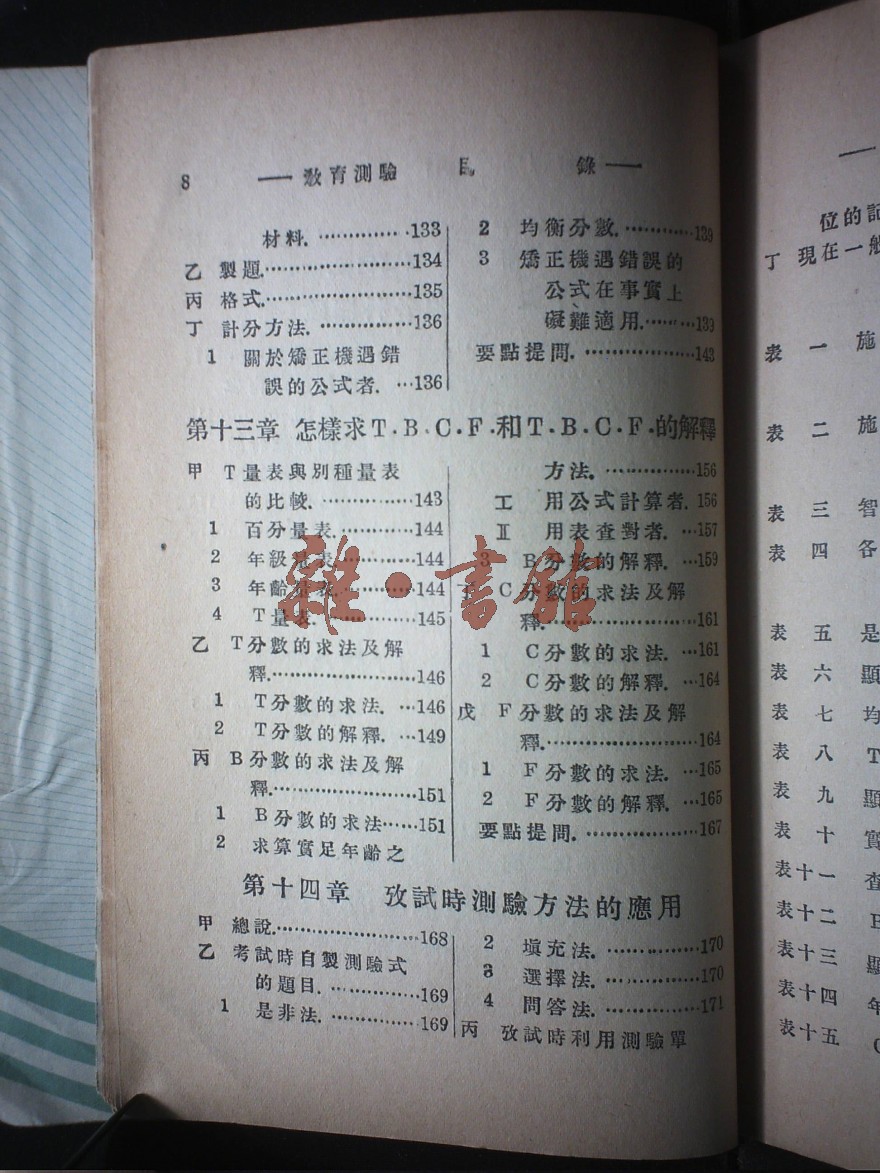 8 ── 教育測驗 目 錄 ──
材料. ············133
乙 製題.·····················134
丙 格式.·····················135
丁 計分方法. ············136
1 關於矯正機遇錯
誤的公式者. ···136
2 均衡分數.············139
3 矯正機遇錯誤的
公式在事實上
礙難適用.········139
要點提問. ···················143
第十三章 怎樣求T.B.C.F.和T.B.C.F.的解釋
甲 T量表與別種量表
的比較. ···············143
1 百分量表.············144
2 年級量表.············144
3 年齡量表.············144
4 T量表.················145
乙 T分數的求法及解
釋.·······················146
1 T分數的求法. ···146
2 T分數的解釋. ···149
丙 B分數的求法及解
釋.·······················151
1 B分數的求法······151
2 求算實足年齡之
方法. ···············156
I 用公式計算者. 156
II 用表查對者. ···157
3 B分數的解釋. ···159
丁 C分數的求法及解
釋.·······················161
1 C分數的求法. ···161
2 C分數的解釋. ···164
戊 F分數的求法及解
釋.·······················164
1 F分數的求法. ···165
2 F分數的解釋. ···165
要點提問. ···················167
第十四章 攷試時測驗方法的應用
甲 總說.·····················168
乙 考試時自製測驗式
的題目. ···············169
1 是非法. ············169
2 填充法. ············170
3 選擇法. ············170
4 問答法. ············171
丙 攷試時利用測驗單
雜·書館
──
位的記
丁 現在一般
表 一 施
表 二 施
表 三 智
表 四 各
表 五 是
表 六 顯
表 七 均
表 八 T
表 九 顯
表 十 實
表十一 查
表十二 B
表十三 顯
表十四 年
表十五 C